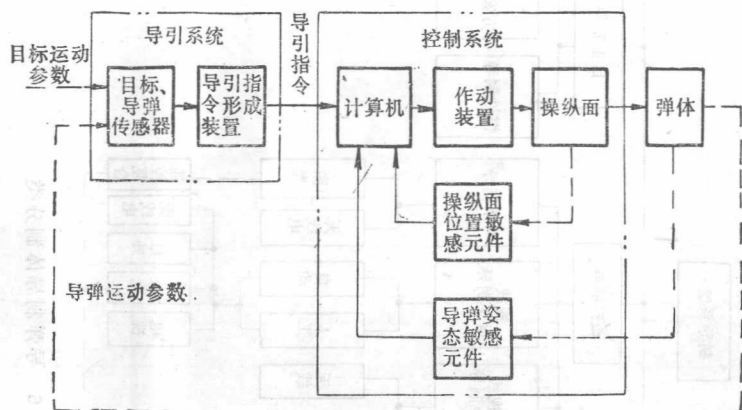 导引系统
目标运动
参数
目标、
导弹
传感器
导引指
令形成
装置
导引指令
控制系统
计算机
作动
装置
操纵面
弹体
操纵面
位置敏
感元件
导弹姿
态敏感
元件
导弹运动参数